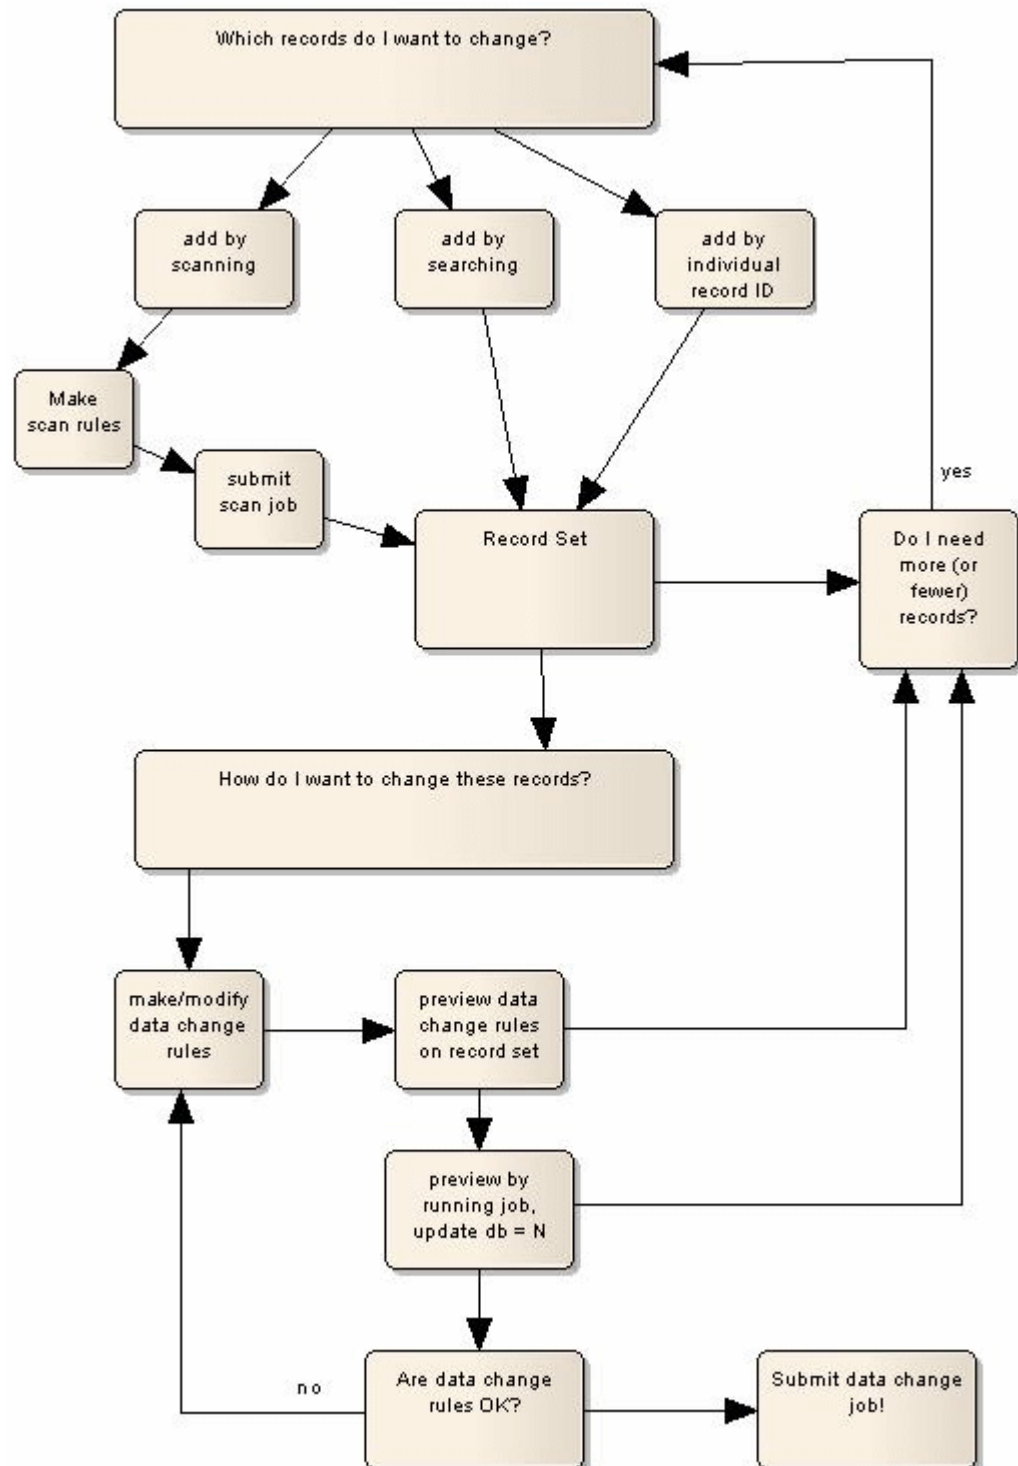 Which records do I want to change?
add by
scanning
add by
searching
add by
individual
record ID
Make
scan rules
submit
scan job
yes
Record Set
Do I need
more (or
fewer)
records?
How do I want to change these records?
make/modify
data change
rules
preview data
change rules
on record set
preview by
running job,
update db = N
no
Are data change
rules OK?
Submit data change
job!